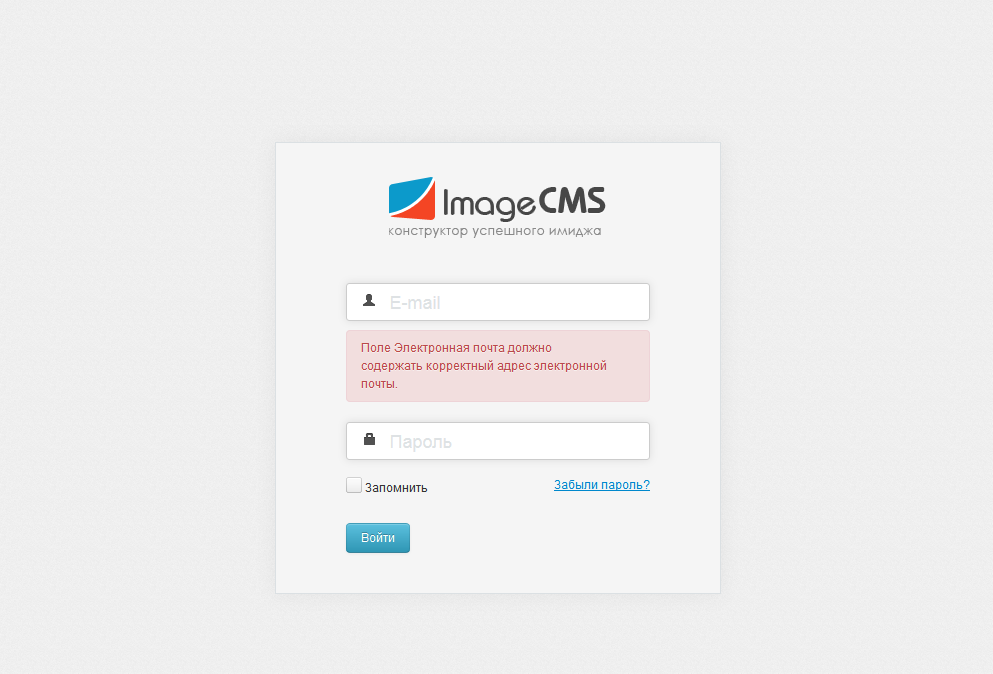 ImageCMS
конструктор успешного имиджа
E-mail
Поле Электронная почта должно
содержать корректный адрес электронной
почты.
Пароль
Запомнить
Забыли пароль?
Войти